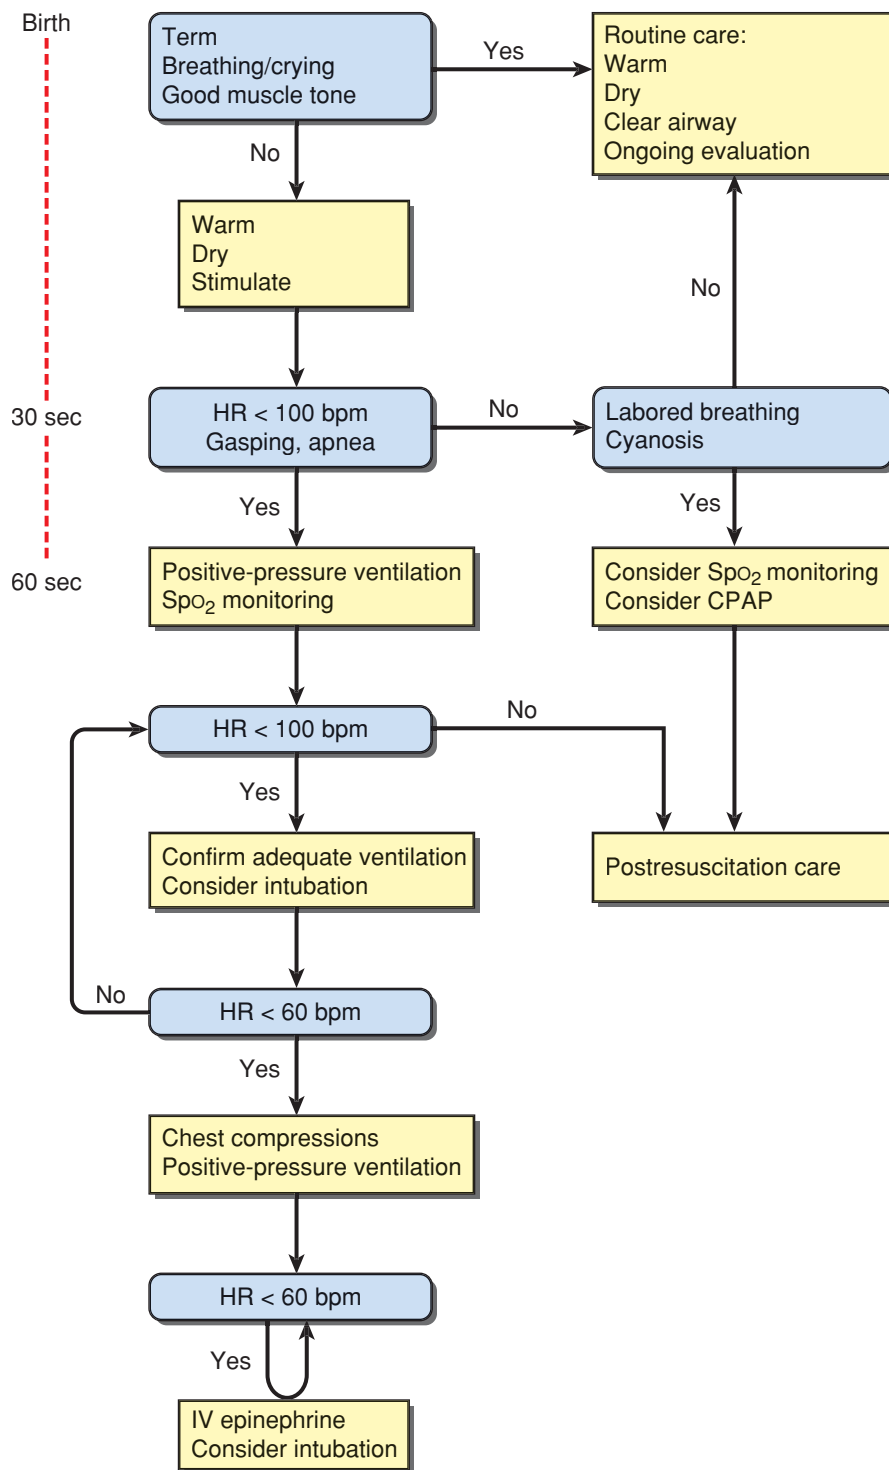 Birth
Term
Breathing/crying
Good muscle tone
Yes
Routine care:
Warm
Dry
Clear airway
Ongoing evaluation
No
Warm
Dry
Stimulate
No
30 sec
HR < 100 bpm
Gasping, apnea
No
Labored breathing
Cyanosis
Yes
Yes
60 sec
Positive-pressure ventilation
SpO₂ monitoring
Consider SpO₂ monitoring
Consider CPAP
HR < 100 bpm
No
Yes
Confirm adequate ventilation
Consider intubation
Postresuscitation care
No
HR < 60 bpm
Yes
Chest compressions
Positive-pressure ventilation
HR < 60 bpm
Yes
IV epinephrine
Consider intubation